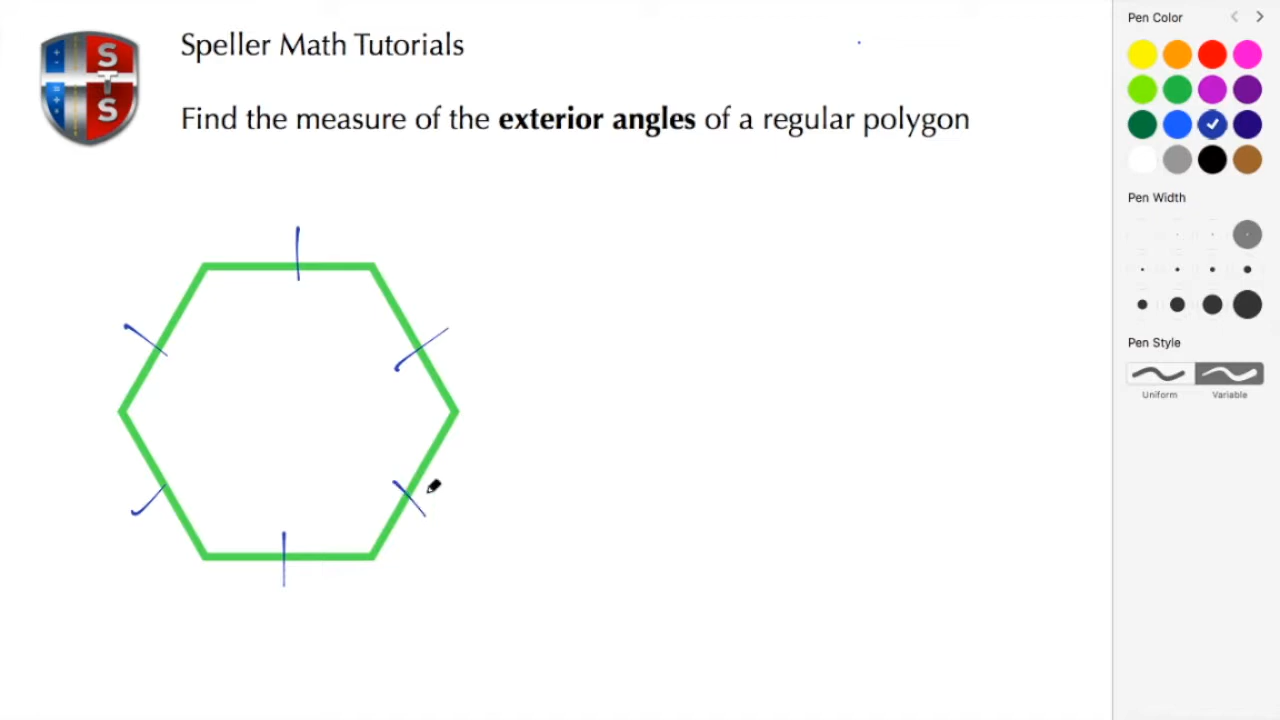 STS
Speller Math Tutorials
Find the measure of the exterior angles of a regular polygon
Pen Color
Pen Width
Pen Style
Uniform
Variable